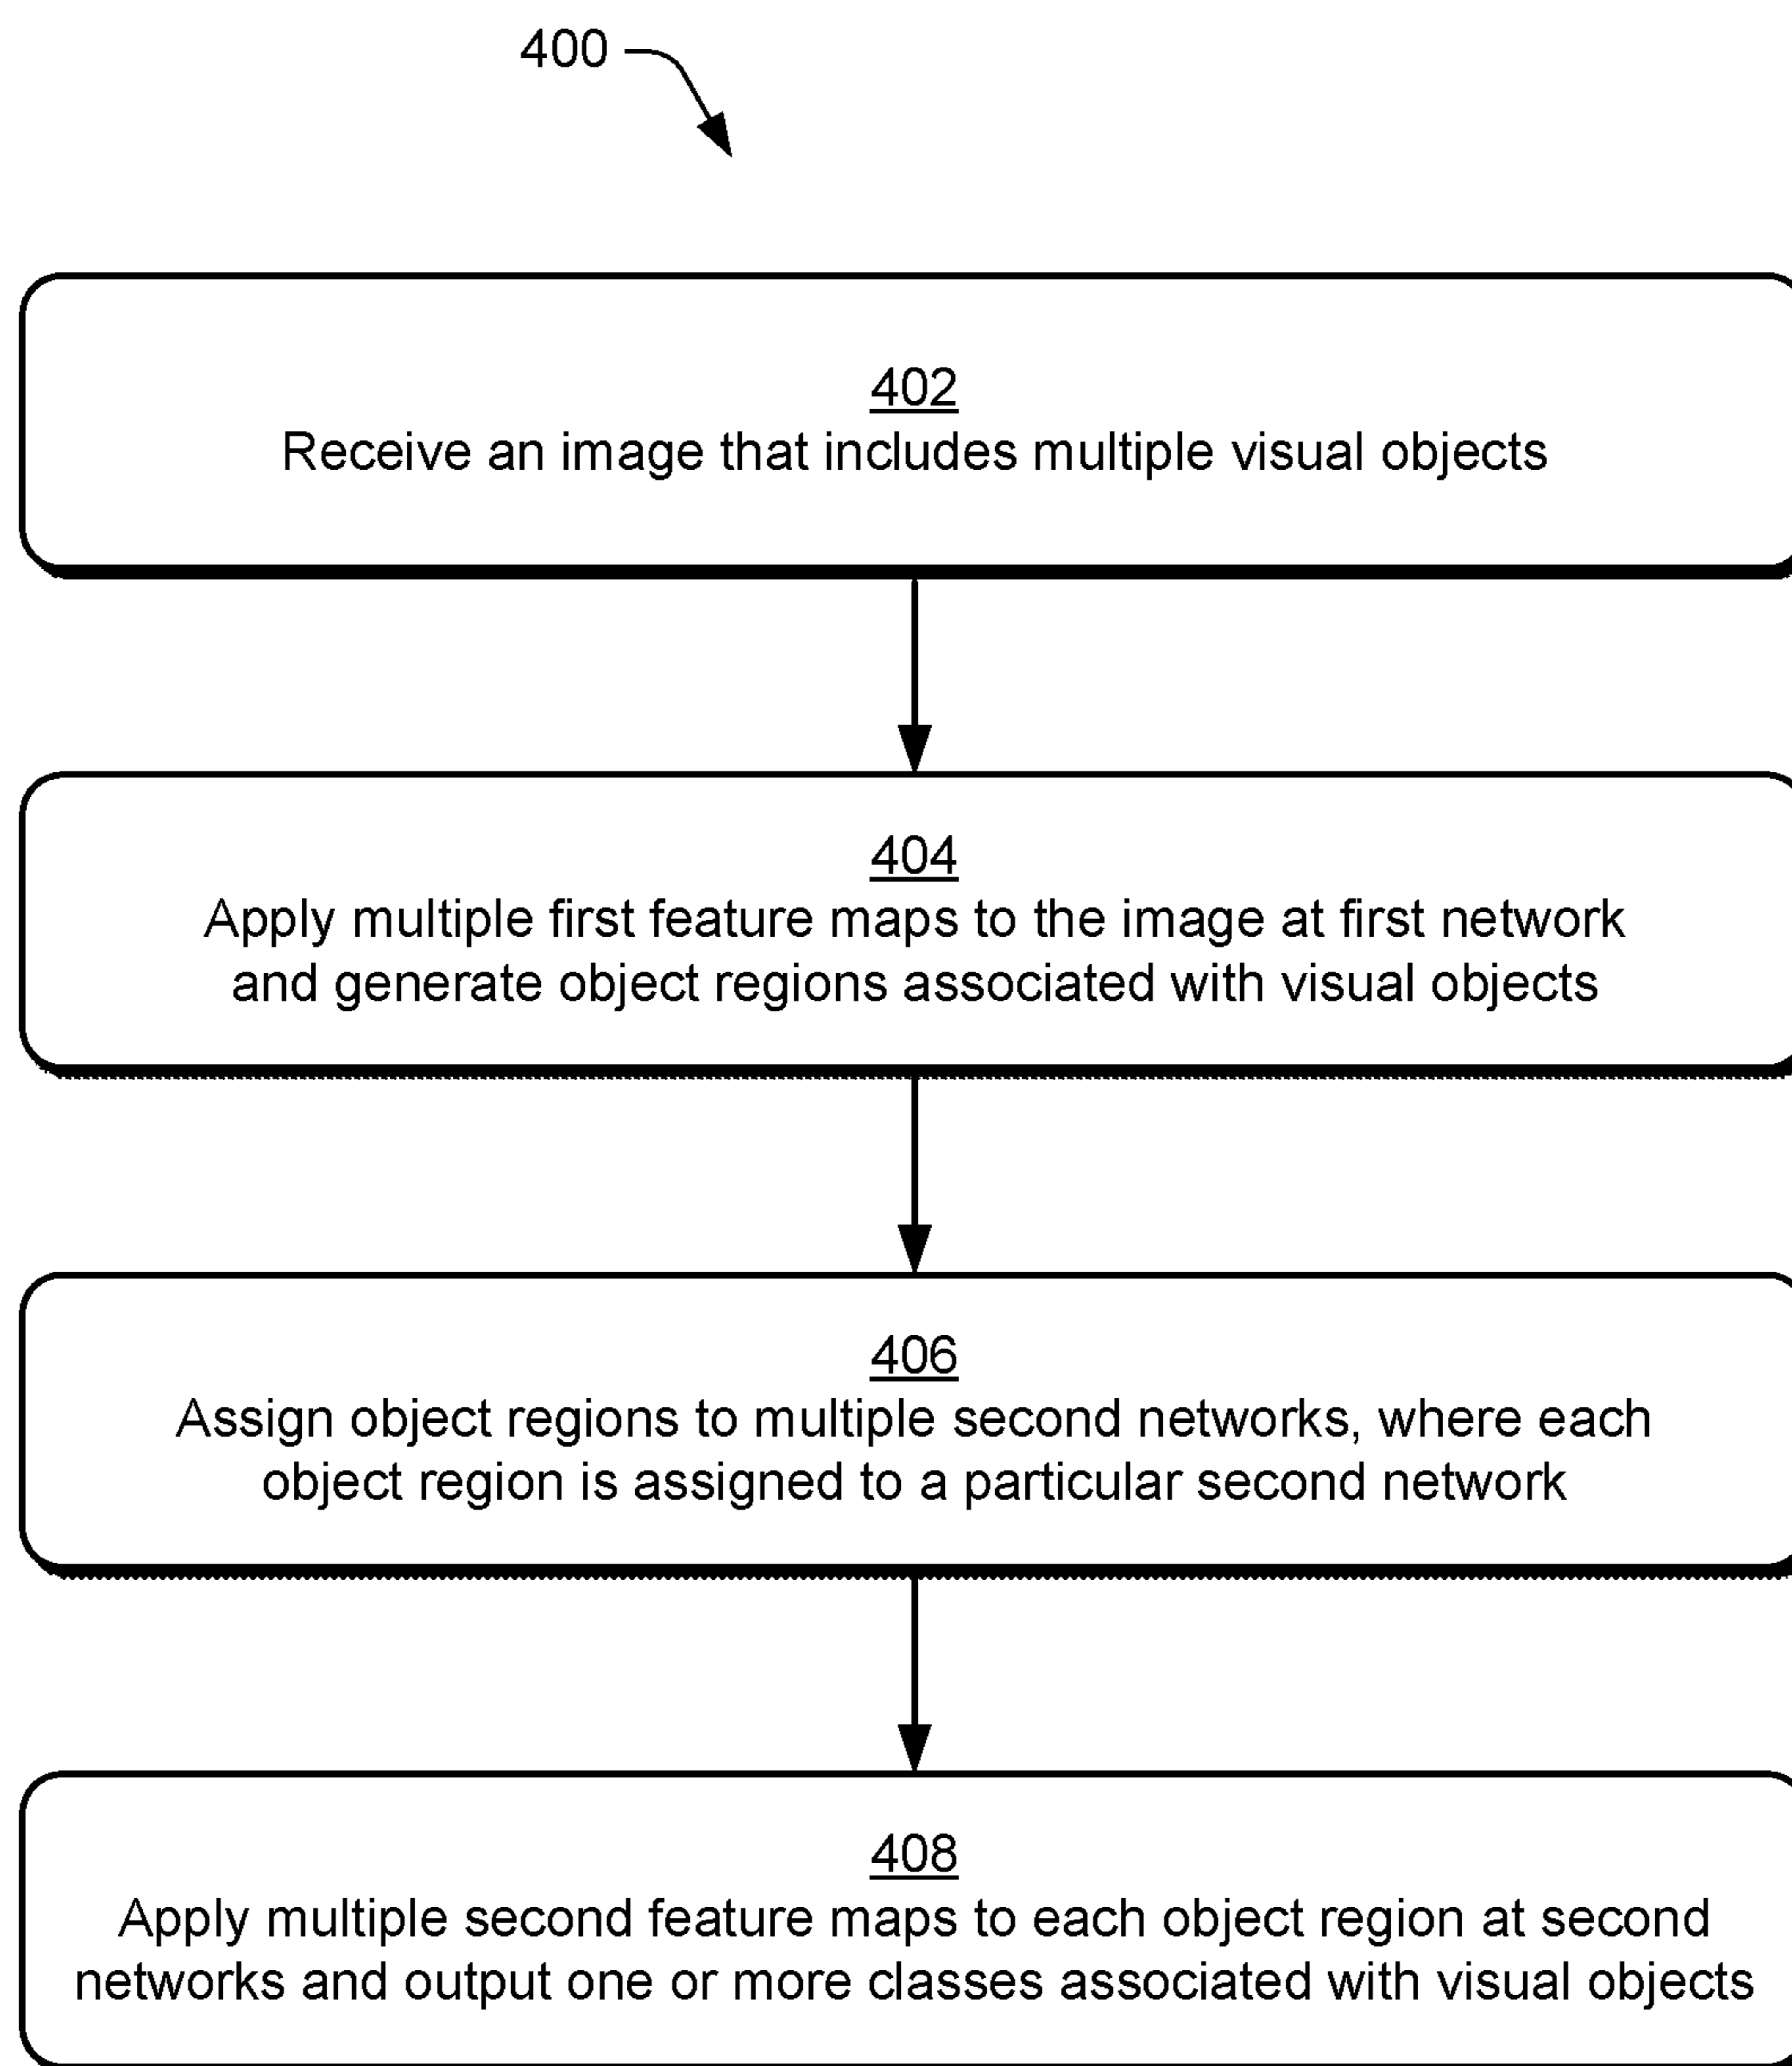 400
402
Receive an image that includes multiple visual objects
404
Apply multiple first feature maps to the image at first network
and generate object regions associated with visual objects
406
Assign object regions to multiple second networks, where each
object region is assigned to a particular second network
408
Apply multiple second feature maps to each object region at second
networks and output one or more classes associated with visual objects